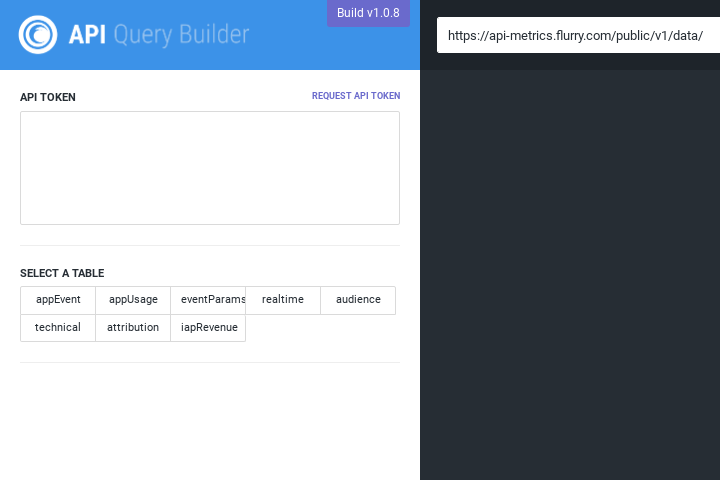 Build v1.0.8
API Query Builder
https://api-metrics.flurry.com/public/v1/data/
API TOKEN
REQUEST API TOKEN
SELECT A TABLE
appEvent
appUsage
eventParams
realtime
audience
technical
attribution
iapRevenue